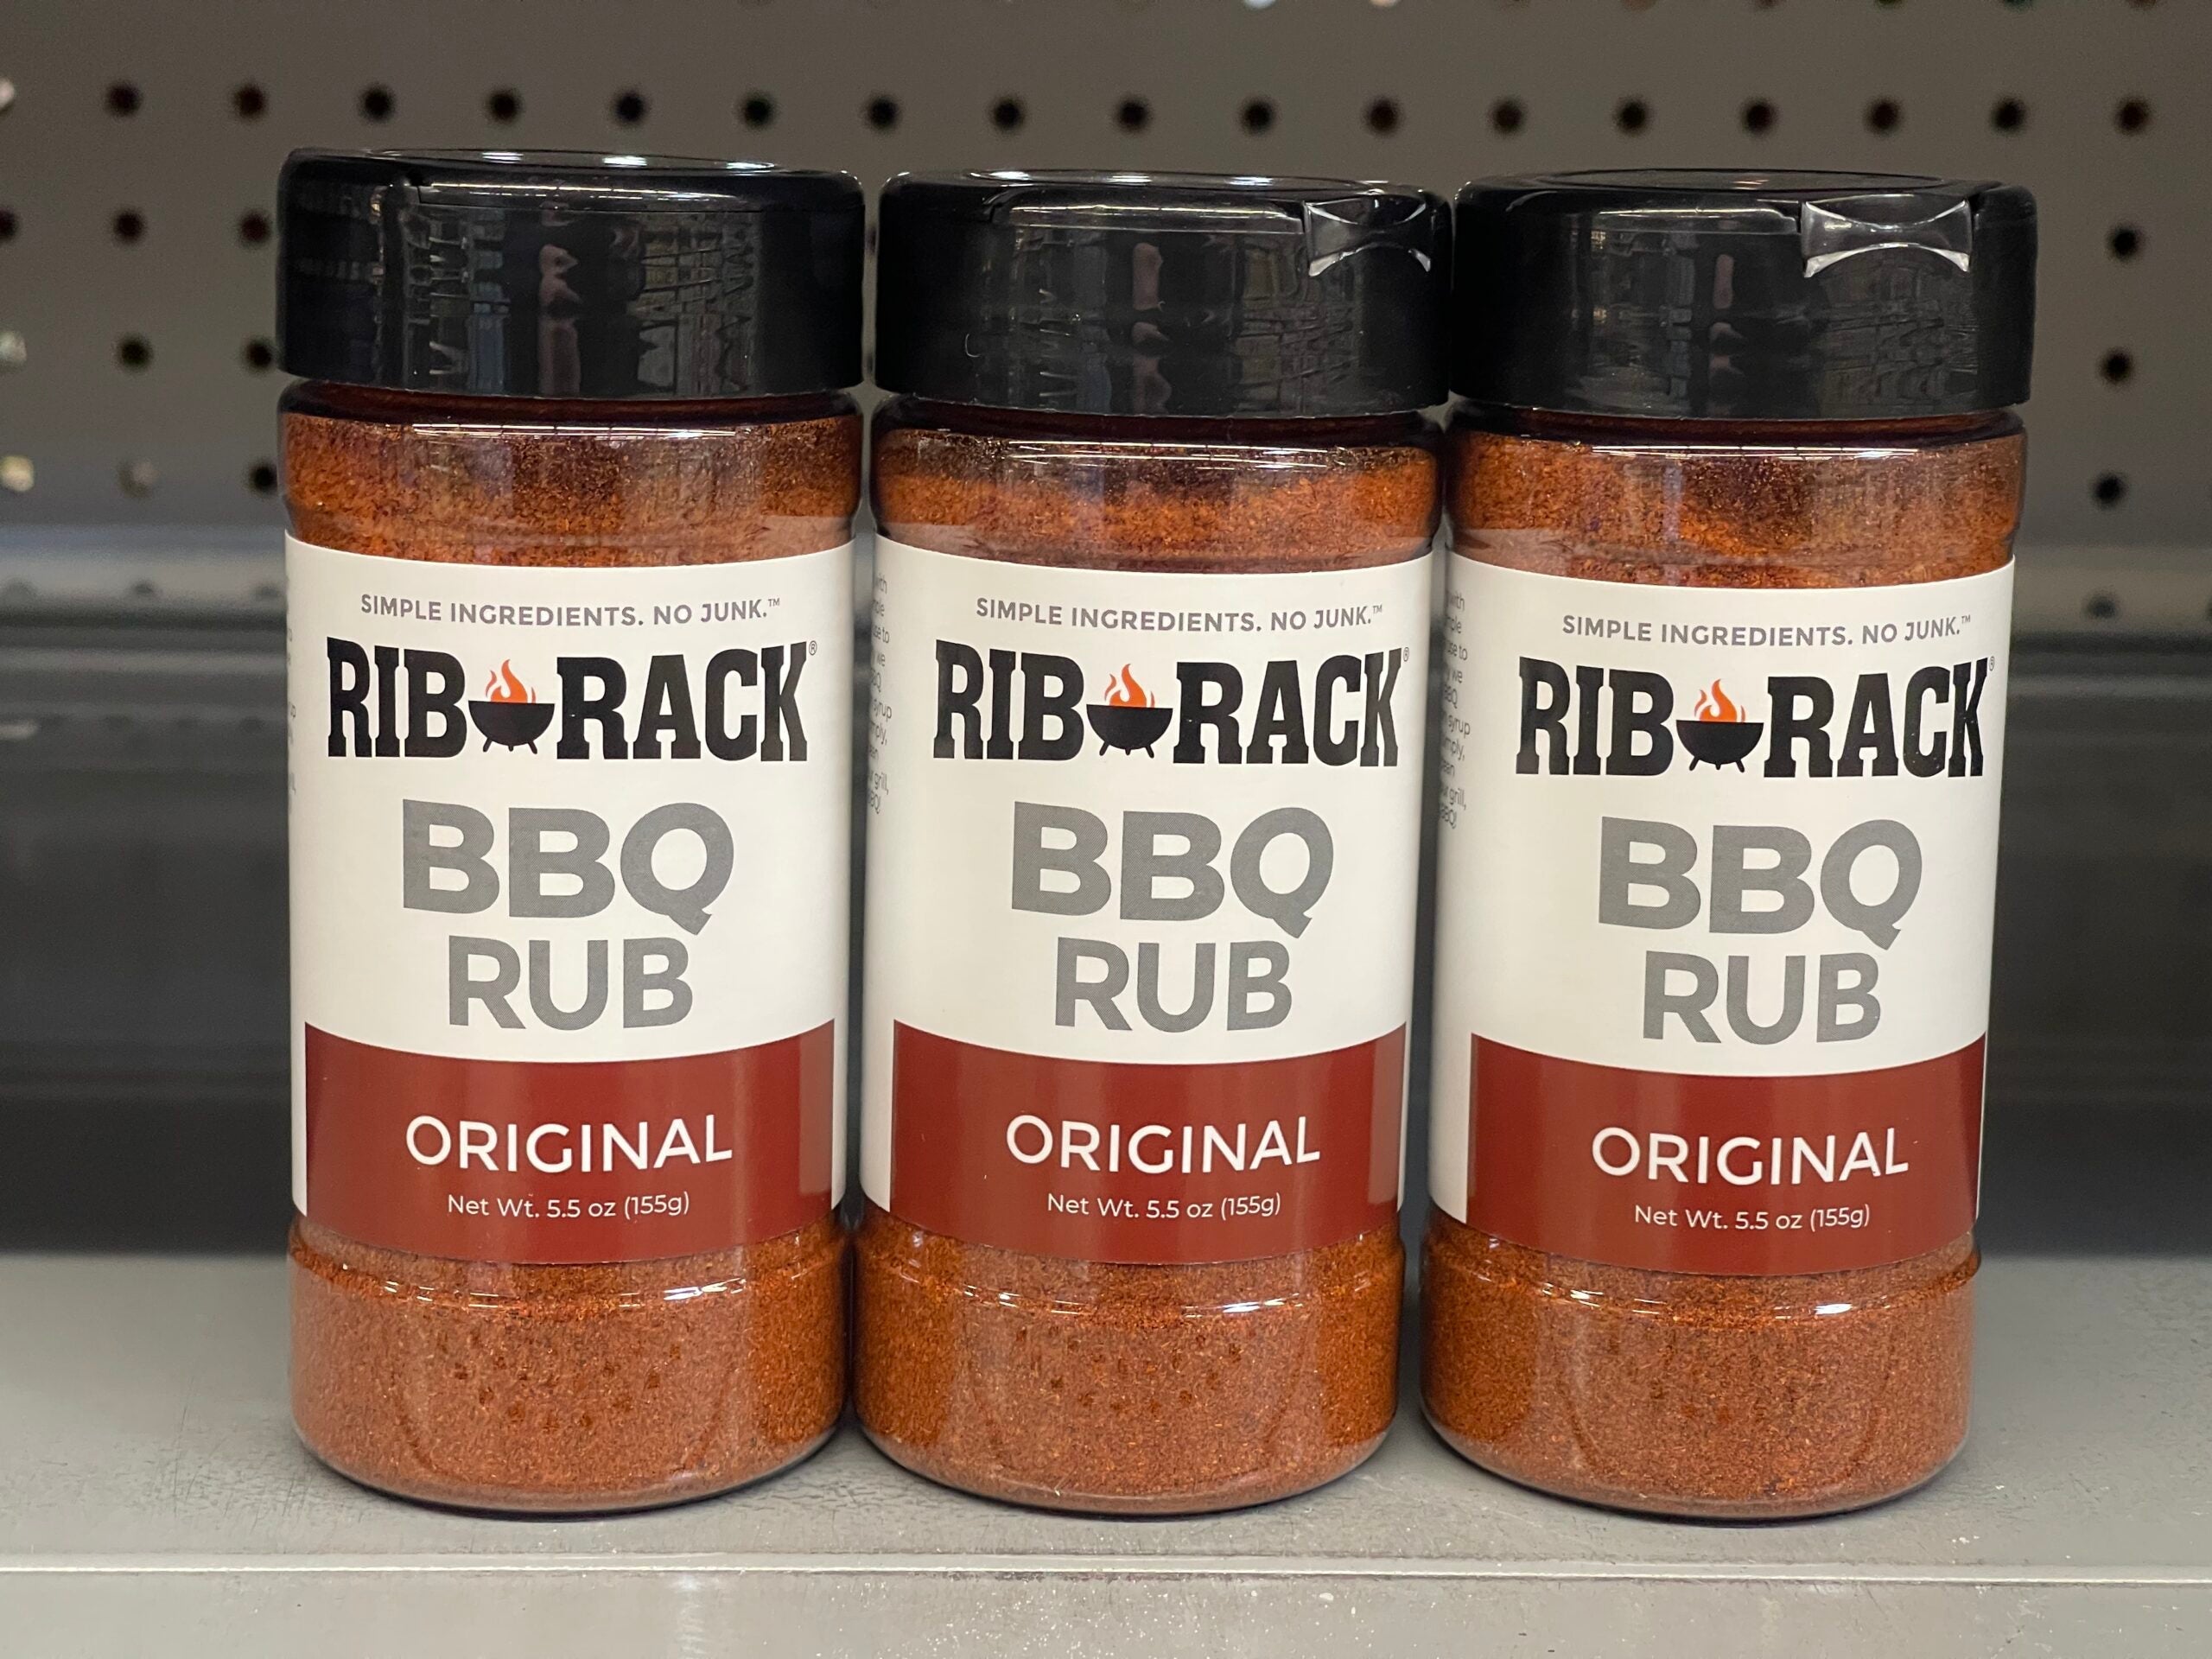 SIMPLE INGREDIENTS. NO JUNK.™
RIB RACK®
BBQ
RUB
ORIGINAL
Net Wt. 5.5 oz (155g)
SIMPLE INGREDIENTS. NO JUNK.™
RIB RACK®
BBQ
RUB
ORIGINAL
Net Wt. 5.5 oz (155g)
SIMPLE INGREDIENTS. NO JUNK.™
RIB RACK®
BBQ
RUB
ORIGINAL
Net Wt. 5.5 oz (155g)